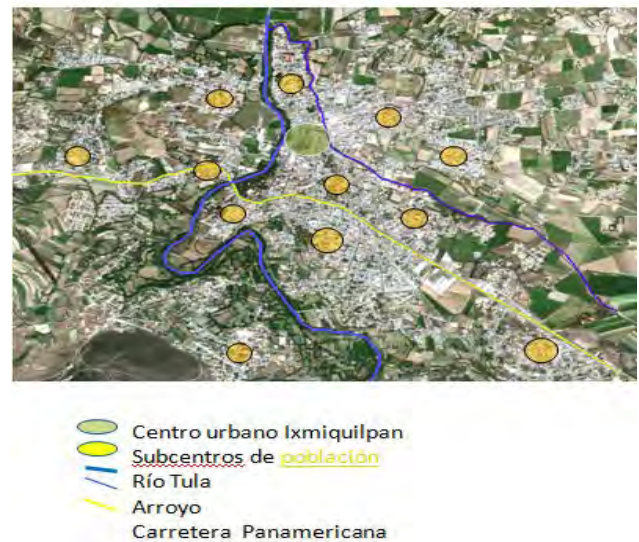 Centro urbano Ixmiquilpan
Subcentros de población
Río Tula
Arroyo
Carretera Panamericana